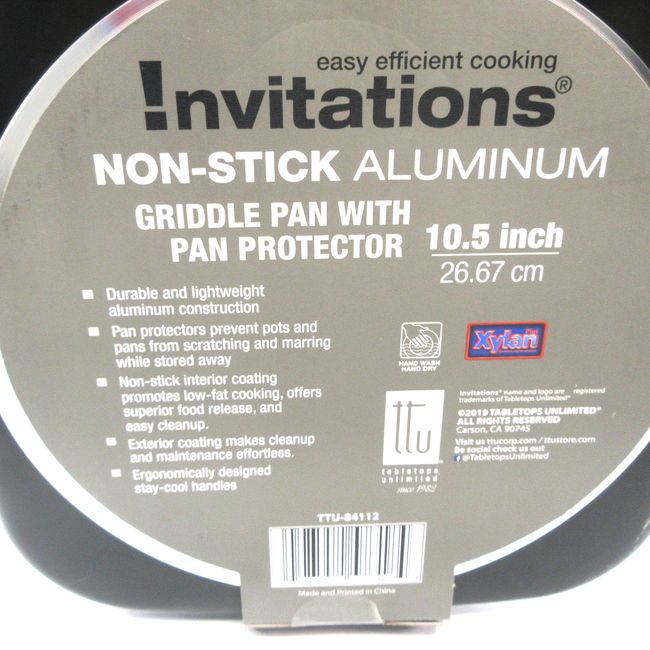 easy efficient cooking
!nvitations®
NON-STICK ALUMINUM
GRIDDLE PAN WITH
PAN PROTECTOR
10.5 inch
26.67 cm
Durable and lightweight
aluminum construction
Pan protectors prevent pots and
pans from scratching and marring
while stored away
Non-stick interior coating
promotes low-fat cooking, offers
superior food release, and
easy cleanup.
Exterior coating makes cleanup
and maintenance effortless.
Ergonomically designed
stay-cool handles
HAND WASH
HAND DRY
Xylan
ttu
tabletops
unlimited
since 1982
Invitations® name and logo are registered
trademarks of Tabletops Unlimited®
©2019 TABLETOPS UNLIMITED®
ALL RIGHTS RESERVED
Carson, CA 90745
Visit us ttucorp.com / ttustore.com
Be social check us out
f @TabletopsUnlimited
TTU-84112
Made and Printed in China